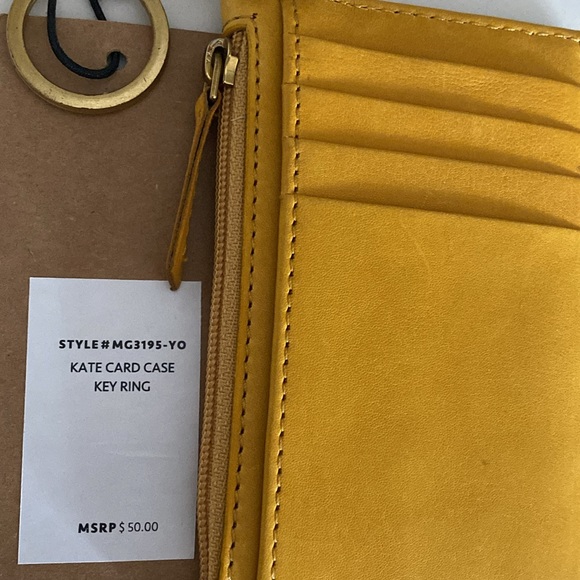 STYLE#MG3195-YO
KATE CARD CASE
KEY RING
MSRP $ 50.00